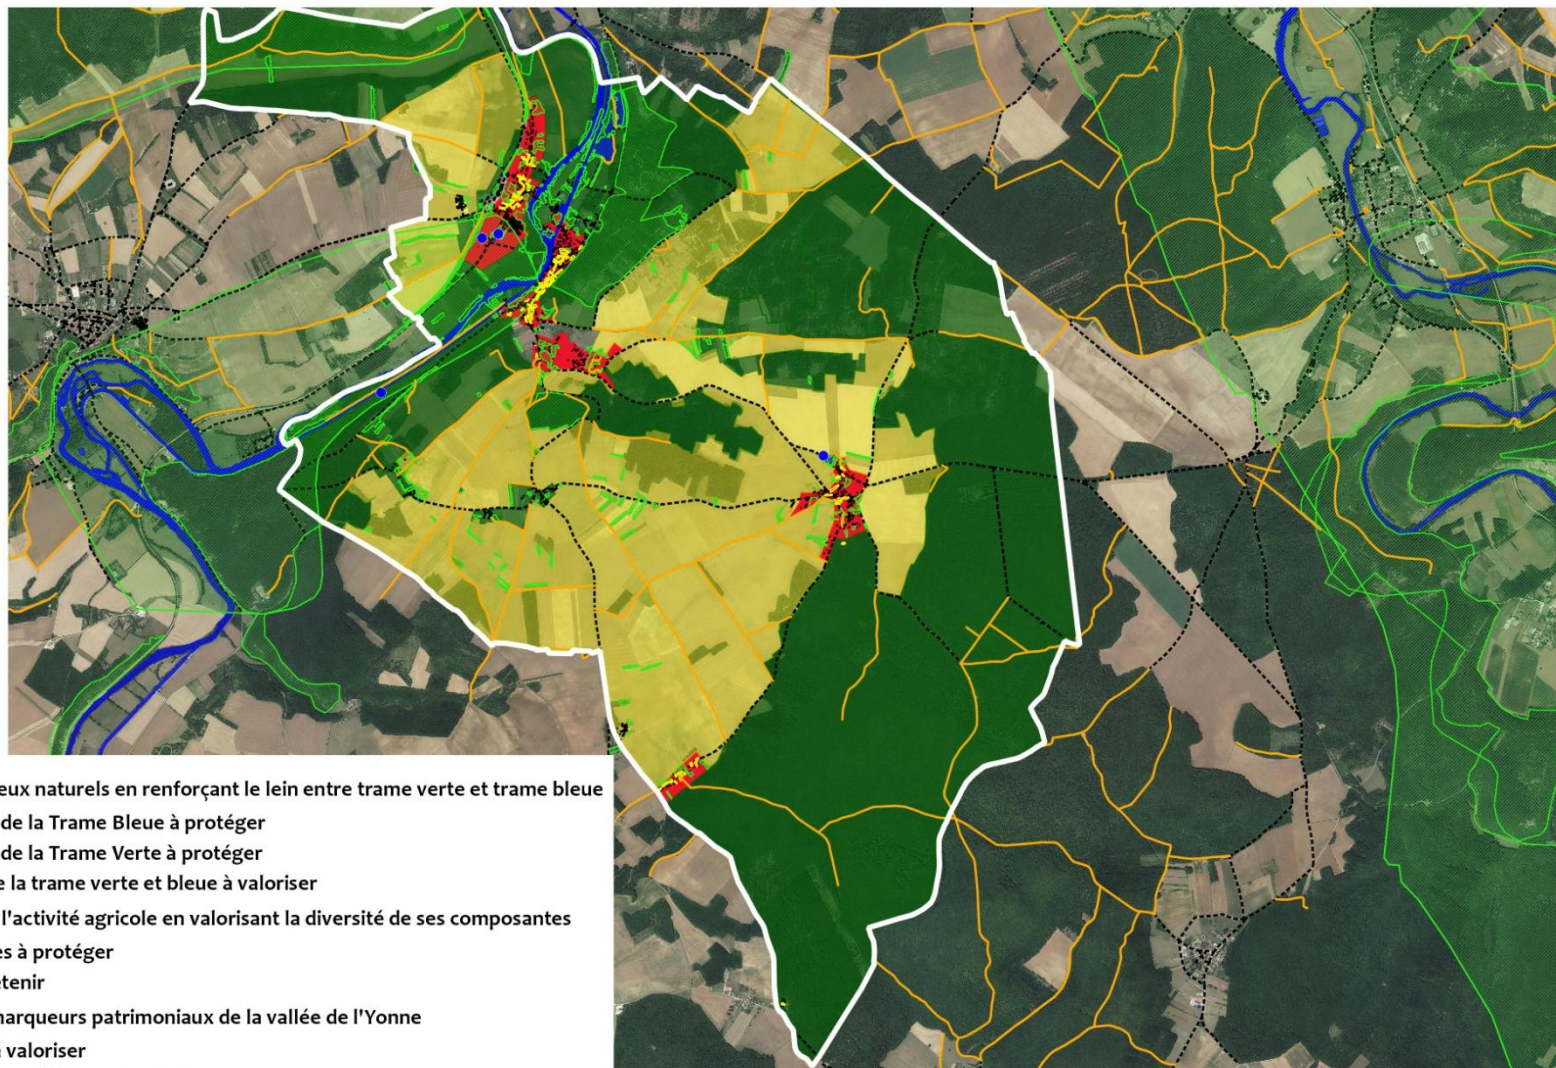 eux naturels en renforçant le lein entre trame verte et trame bleue
de la Trame Bleue à protéger
de la Trame Verte à protéger
e la trame verte et bleue à valoriser
l'activité agricole en valorisant la diversité de ses composantes
es à protéger
etenir
narqueurs patrimoniaux de la vallée de l'Yonne
à valoriser